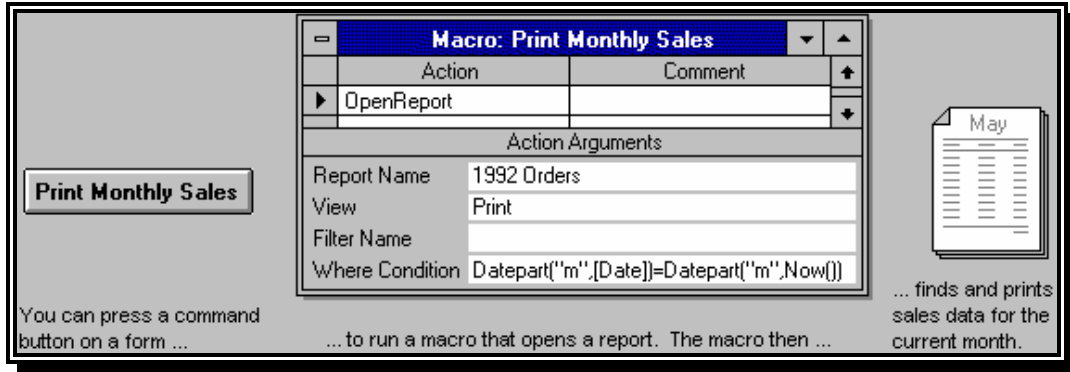 Macro: Print Monthly Sales
Action Comment
OpenReport
Action Arguments
Report Name 1992 Orders
View Print
Filter Name
Where Condition Datepart("m",[Date])=Datepart("m",Now())
Print Monthly Sales
May
You can press a command
button on a form ...
... to run a macro that opens a report.  The macro then ...
... finds and prints
sales data for the
current month.